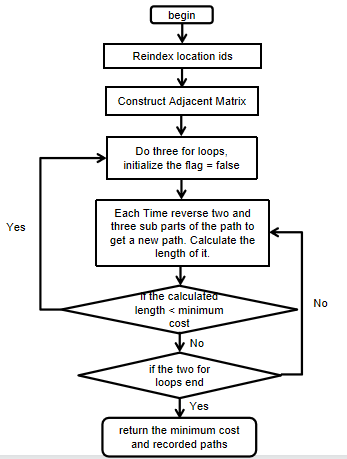 begin
Reindex location ids
Construct Adjacent Matrix
Do three for loops,
initialize the flag = false
Yes
Each Time reverse two and
three sub parts of the path to
get a new path. Calculate the
length of it.
if the calculated
length < minimum
cost
No
No
if the two for
loops end
Yes
return the minimum cost
and recorded paths